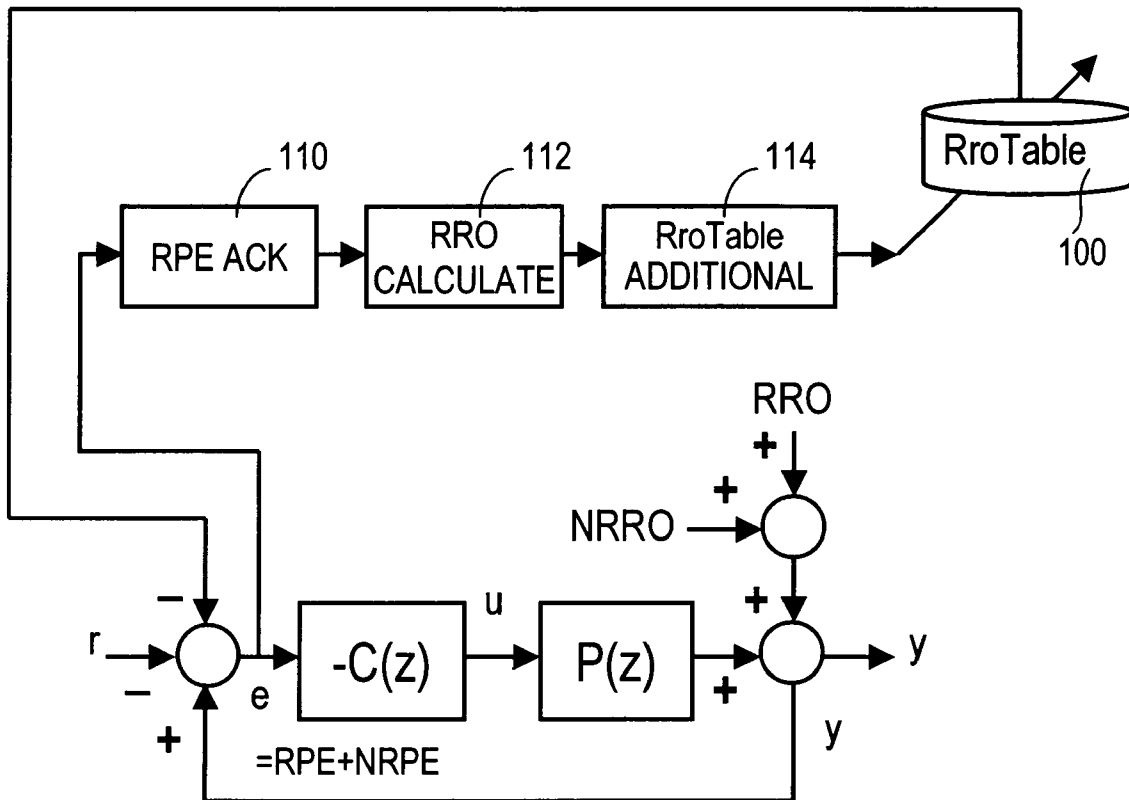 110
112
114
RroTable
100
RPE ACK
RRO
CALCULATE
RroTable
ADDITIONAL
RRO
+
+
NRRO
−
+
r
−
e
-C(z)
u
P(z)
+
y
+
=RPE+NRPE
y